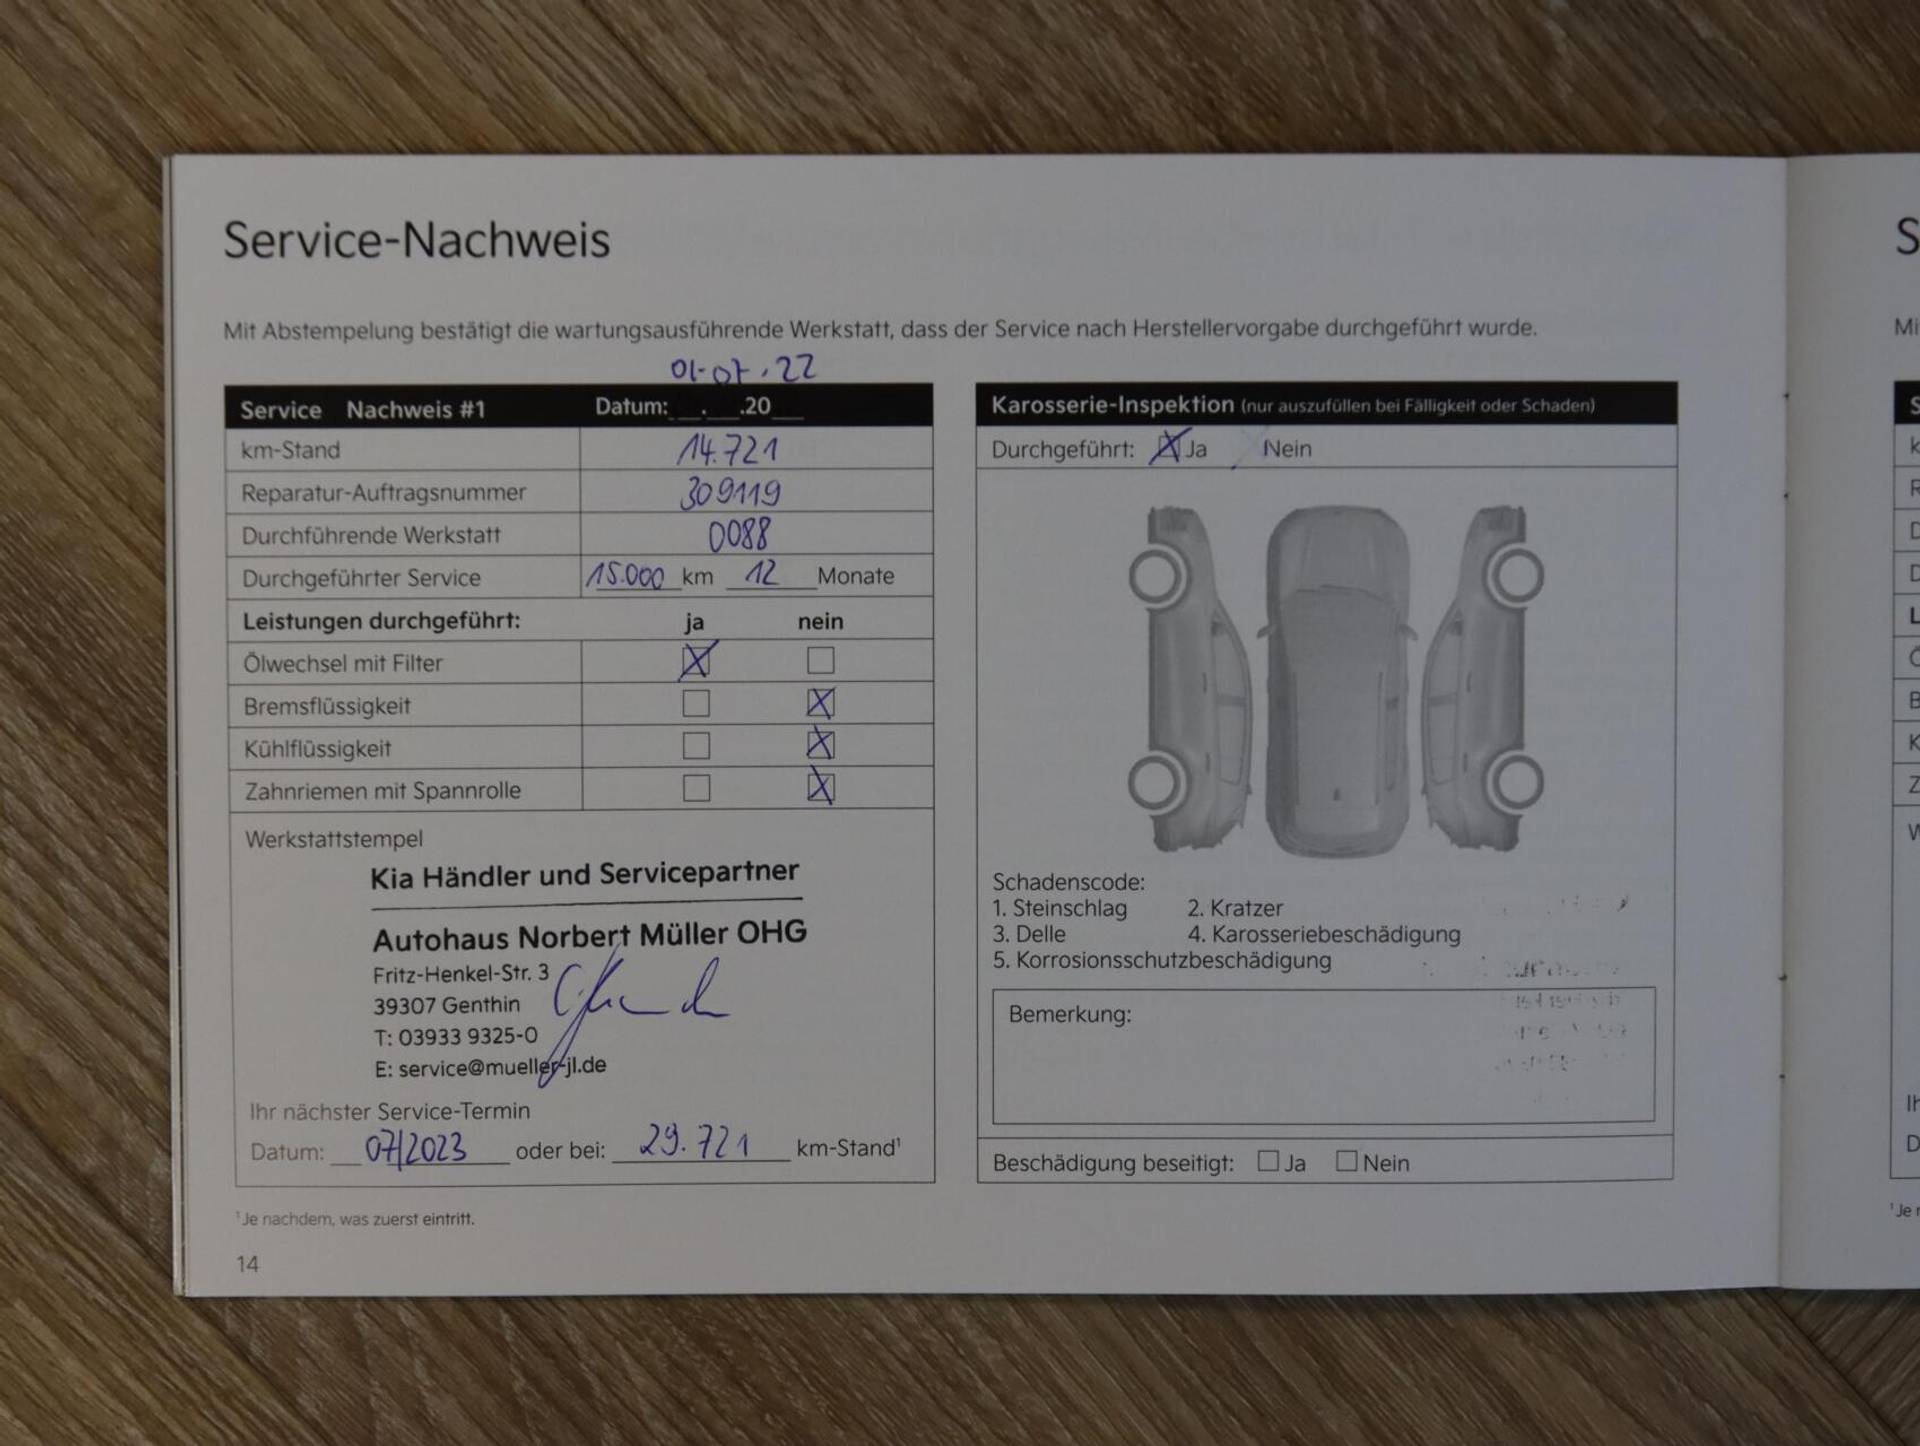 Service-Nachweis
Mit Abstempelung bestätigt die wartungsausführende Werkstatt, dass der Service nach Herstellervorgabe durchgeführt wurde.
01.07.22
Service Nachweis #1 Datum: __.__.20__
km-Stand 14.721
Reparatur-Auftragsnummer 309119
Durchführende Werkstatt 0088
Durchgeführter Service 15.000 km 12 Monate
Leistungen durchgeführt: ja nein
Ölwechsel mit Filter
Bremsflüssigkeit
Kühlflüssigkeit
Zahnriemen mit Spannrolle
Werkstattstempel
Kia Händler und Servicepartner
Autohaus Norbert Müller OHG
Fritz-Henkel-Str. 3
39307 Genthin
T: 03933 9325-0
E: service@mueller-jl.de
Ihr nächster Service-Termin
Datum: 07/2023 oder bei: 29.721 km-Stand¹
¹Je nachdem, was zuerst eintritt.
14
Karosserie-Inspektion (nur auszufüllen bei Fälligkeit oder Schaden)
Durchgeführt: Ja Nein
Schadenscode:
1. Steinschlag 2. Kratzer
3. Delle 4. Karosseriebeschädigung
5. Korrosionsschutzbeschädigung
Bemerkung:
Beschädigung beseitigt: Ja Nein